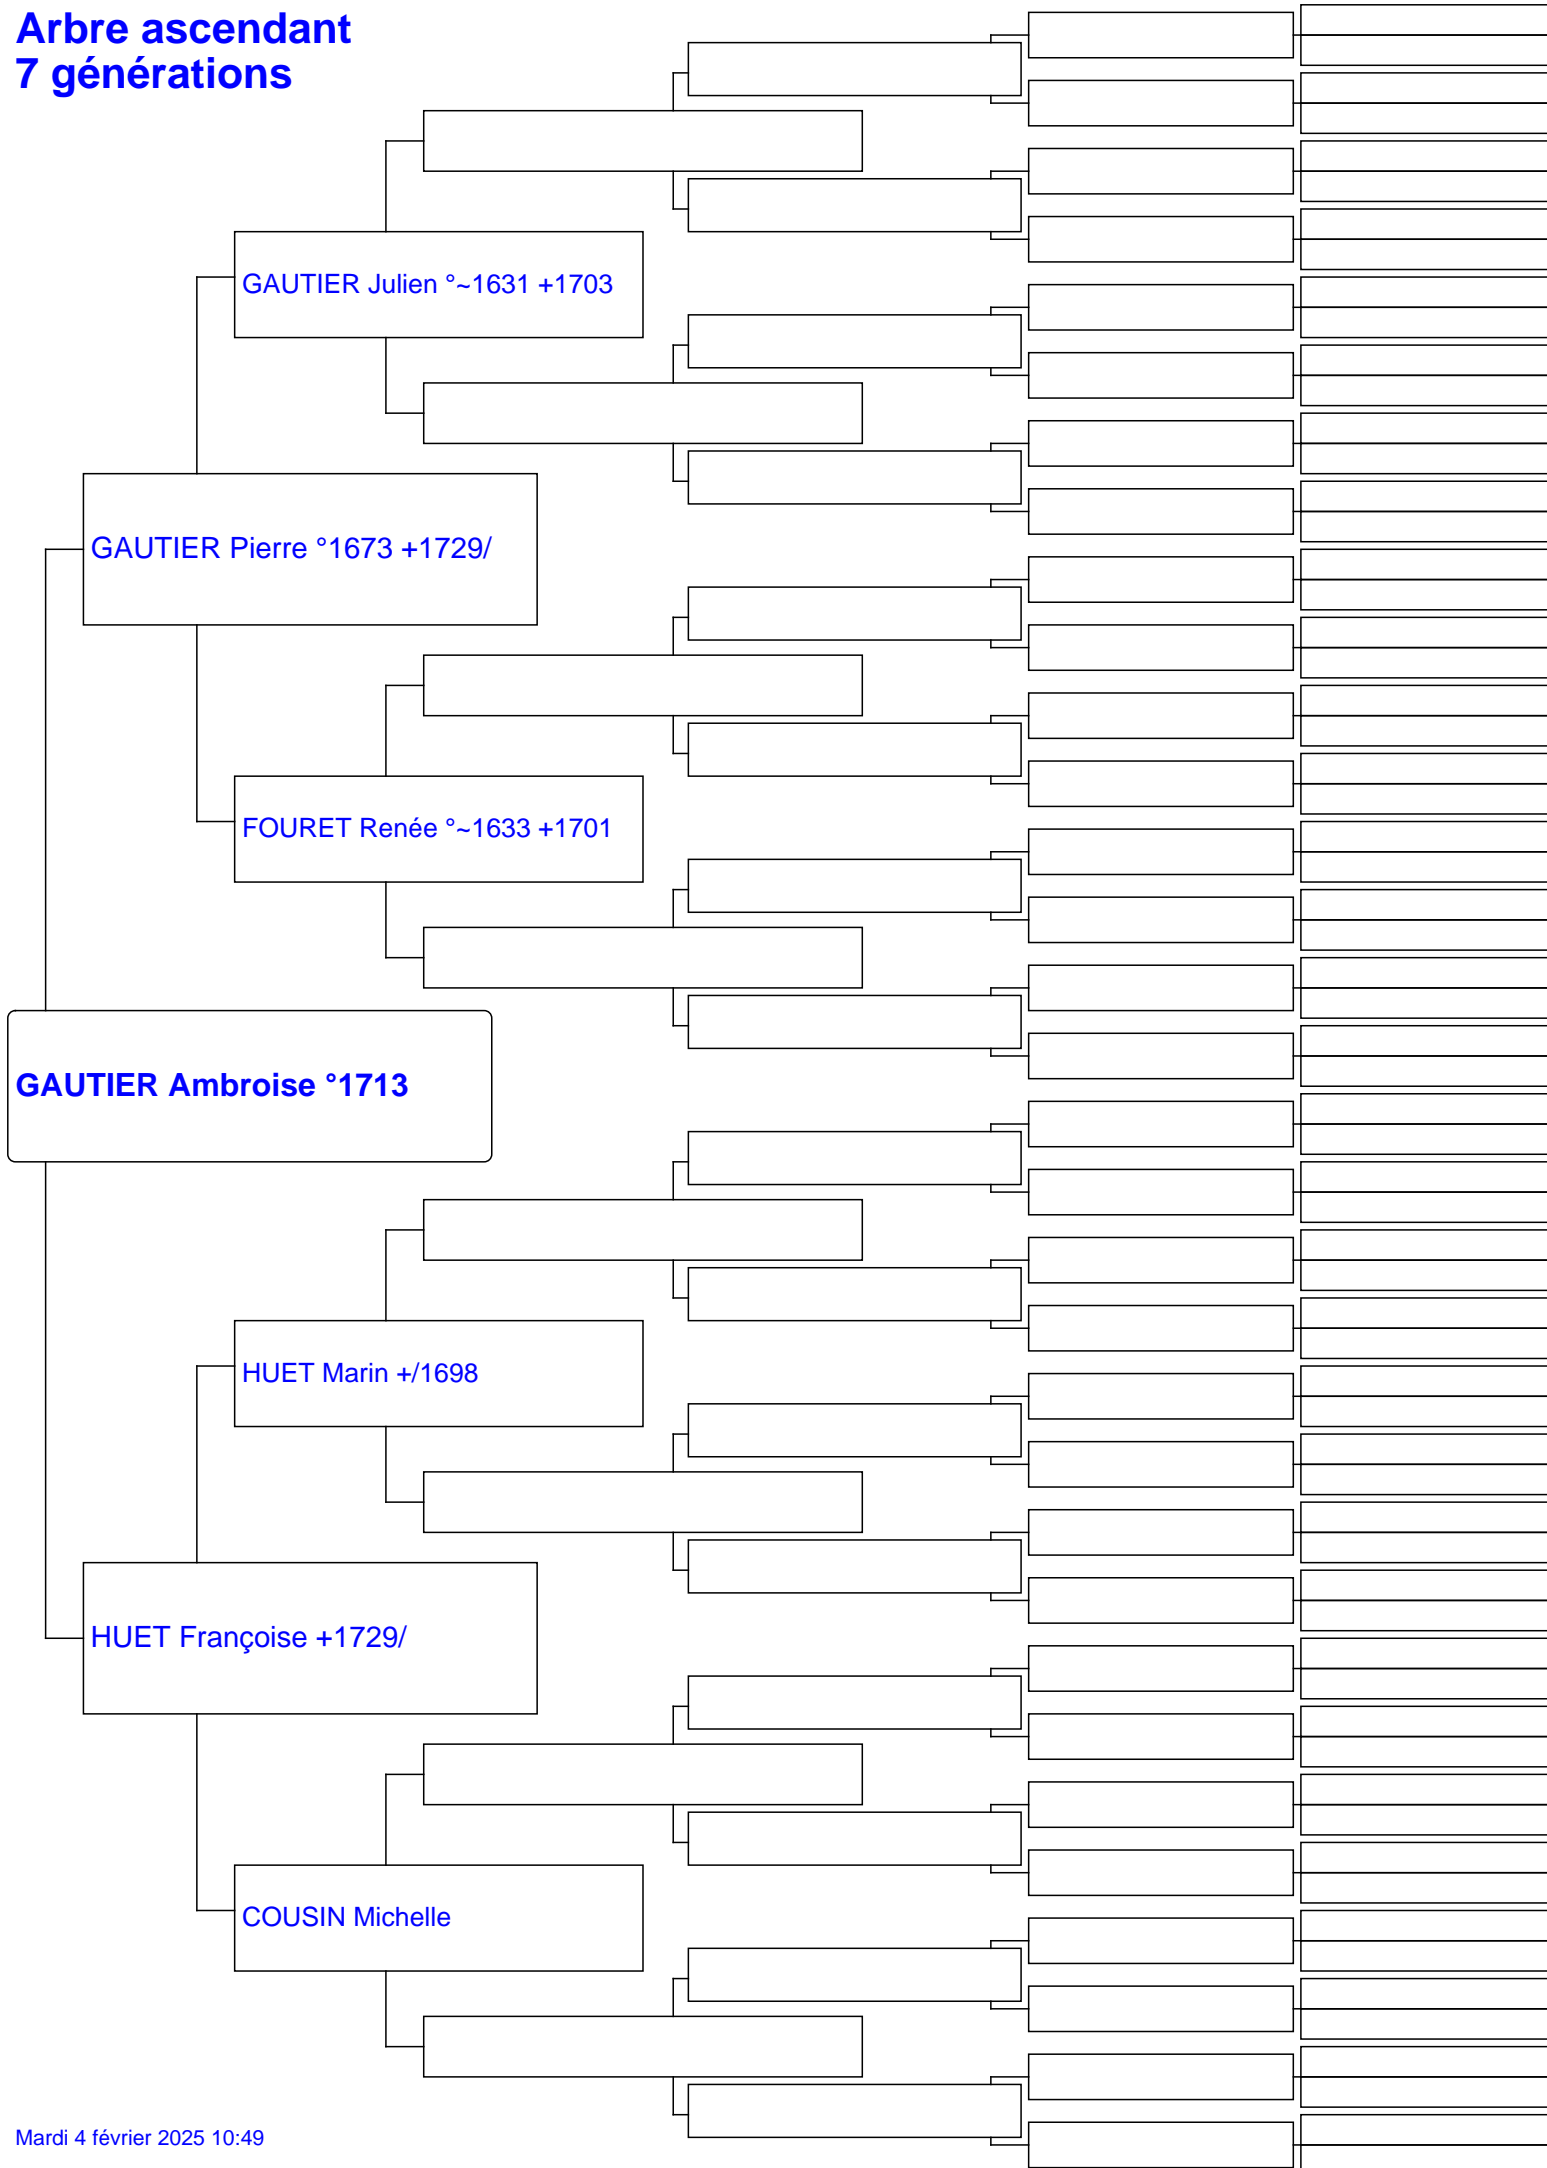 Arbre ascendant
7 générations
GAUTIER Julien °~1631 +1703
GAUTIER Pierre °1673 +1729/
FOURET Renée °~1633 +1701
GAUTIER Ambroise °1713
HUET Marin +/1698
HUET Françoise +1729/
COUSIN Michelle
Mardi 4 février 2025 10:49